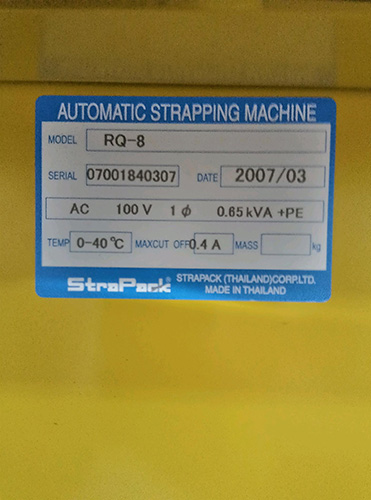 AUTOMATIC STRAPPING MACHINE
MODEL RQ-8
SERIAL 07001840307 DATE 2007/03
AC 100 V 1 ϕ 0.65 kVA +PE
TEMP 0-40℃ MAXCUT OFF 0.4 A MASS kg
StraPack® STRAPACK (THAILAND)CORP.LTD.
MADE IN THAILAND